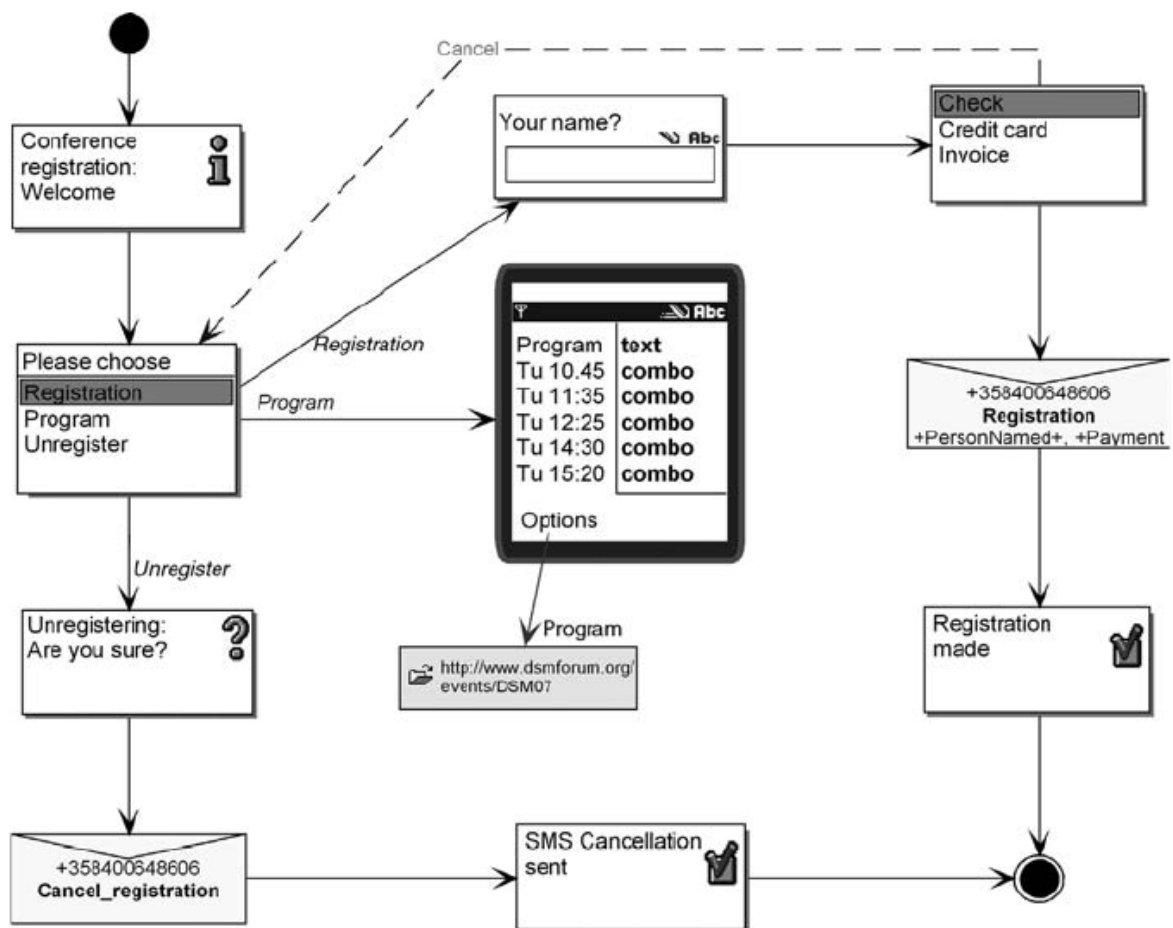 Cancel
Conference
registration:
Welcome
Your name?
Abc
Check
Credit card
Invoice
Please choose
Registration
Program
Unregister
Registration
Program
Abc
Program text
Tu 10.45 combo
Tu 11:35 combo
Tu 12:25 combo
Tu 14:30 combo
Tu 15:20 combo
Options
+358400648606
Registration
+PersonNamed+, +Payment
Unregister
Unregistering:
Are you sure?
Program
http://www.dsmforum.org/
events/DSM07
Registration
made
+358400648606
Cancel_registration
SMS Cancellation
sent